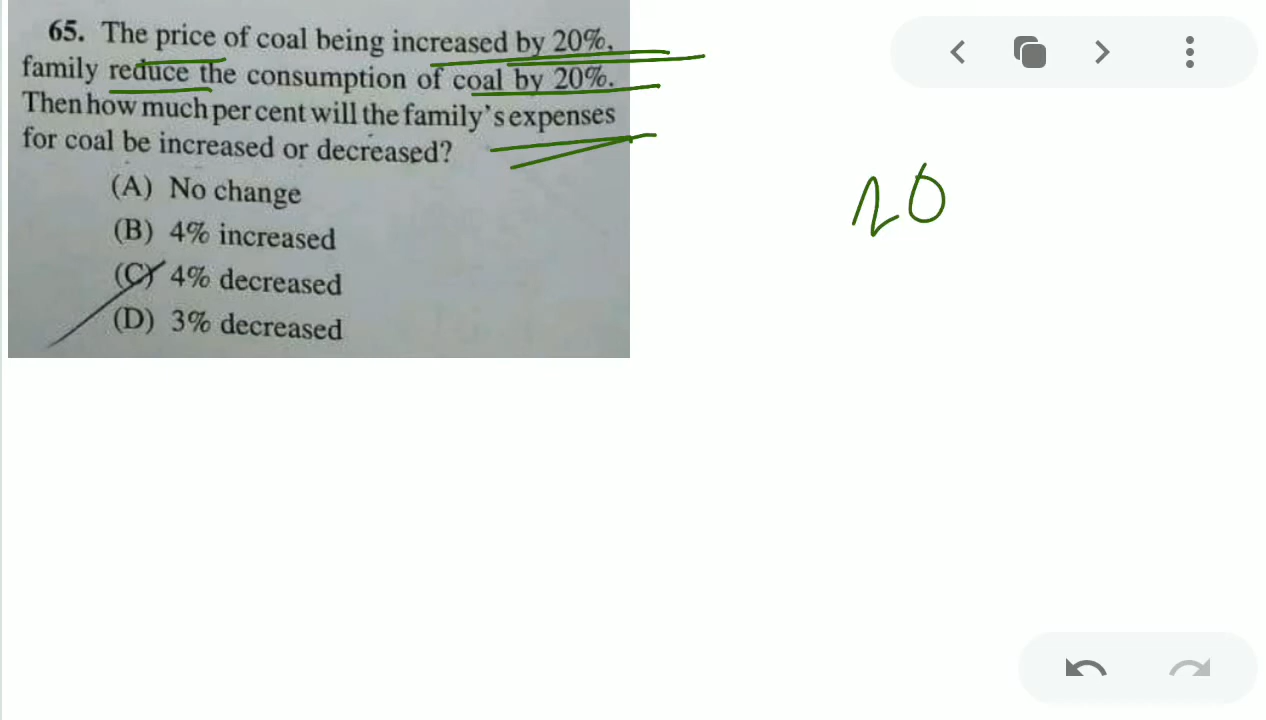 65. The price of coal being increased by 20%,
family reduce the consumption of coal by 20%.
Then how much per cent will the family's expenses
for coal be increased or decreased?
(A) No change
(B) 4% increased
(C) 4% decreased
(D) 3% decreased
20